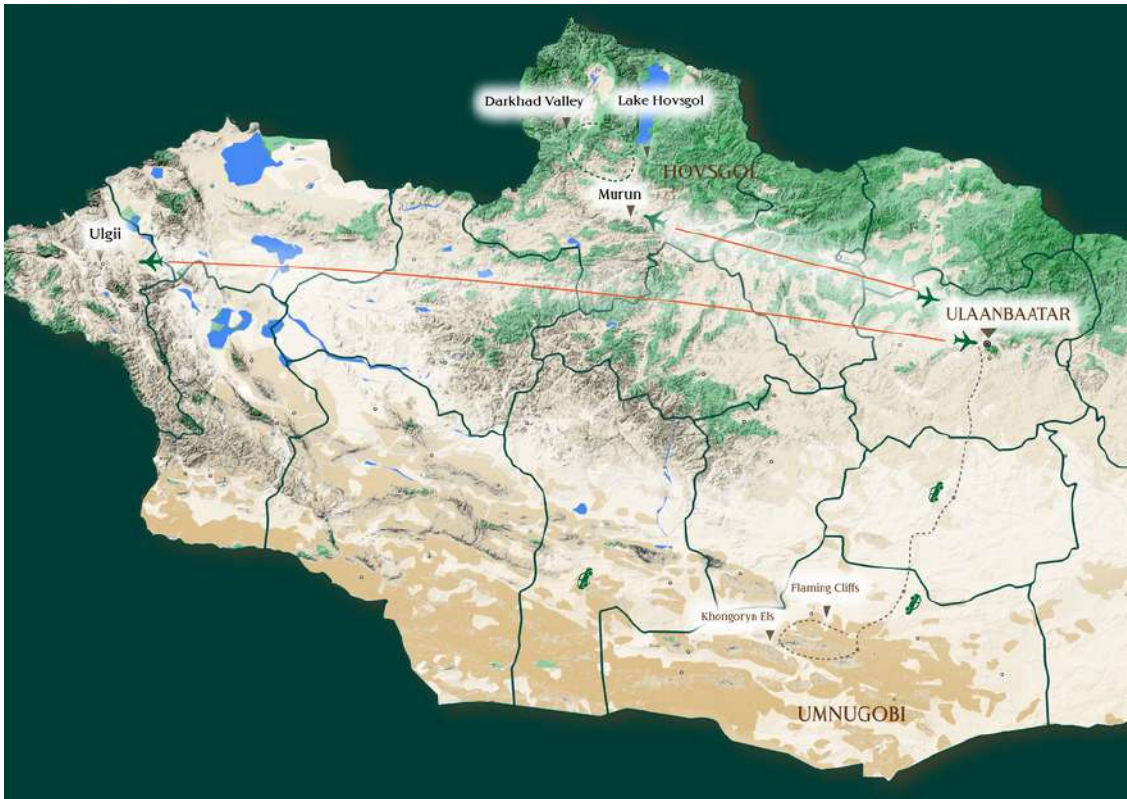 Darkhad Valley
Lake Hovsgol
HOVSGOL
Murun
Ulgii
ULAANBAATAR
Flaming Cliffs
Khongoryn Els
UMNUGOBI